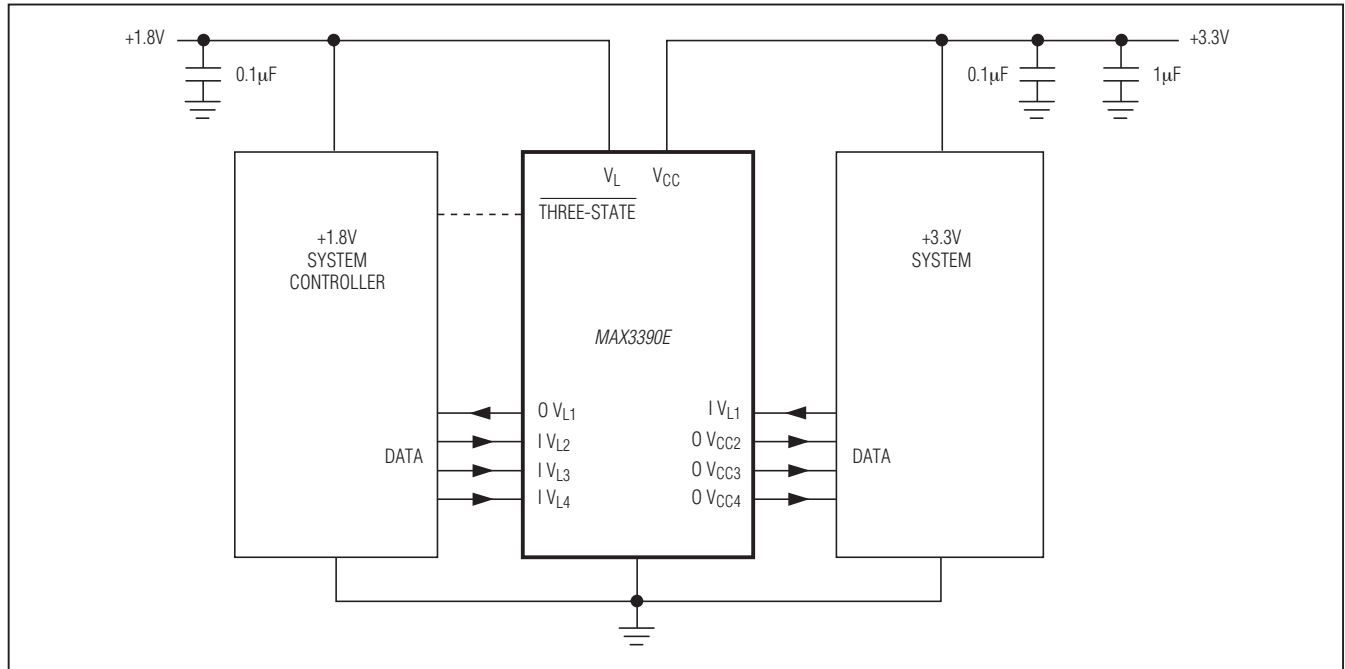 +1.8V
+3.3V
0.1µF
0.1µF
1µF
V_L
V_CC
THREE-STATE
+1.8V
SYSTEM
CONTROLLER
+3.3V
SYSTEM
MAX3390E
O V_L1
I V_L1
I V_L2
O V_CC2
DATA
I V_L3
O V_CC3
DATA
I V_L4
O V_CC4